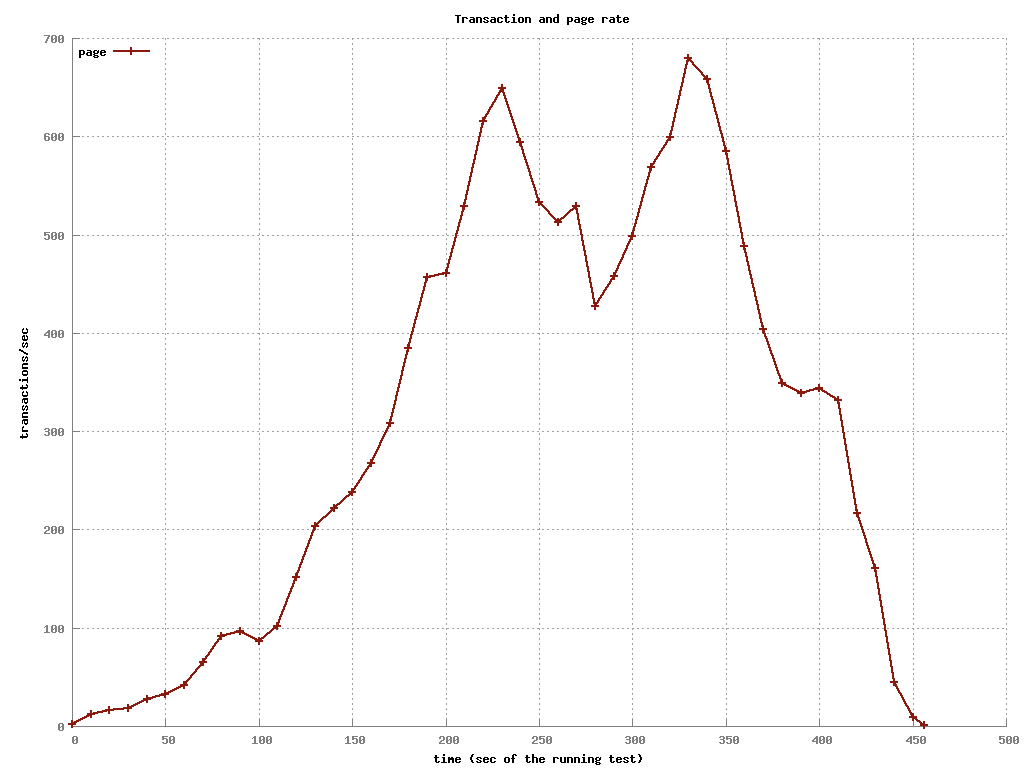 Transaction and page rate
page
transactions/sec
700
600
500
400
300
200
100
0
0 50 100 150 200 250 300 350 400 450 500
time (sec of the running test)